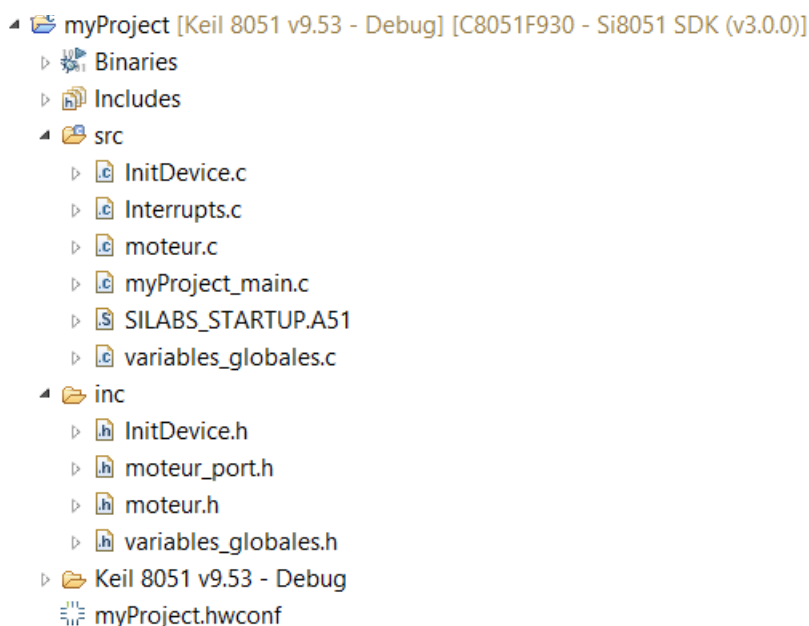 myProject [Keil 8051 v9.53 - Debug] [C8051F930 - Si8051 SDK (v3.0.0)]
Binaries
Includes
src
InitDevice.c
Interrupts.c
moteur.c
myProject_main.c
SILABS_STARTUP.A51
variables_globales.c
inc
InitDevice.h
moteur_port.h
moteur.h
variables_globales.h
Keil 8051 v9.53 - Debug
myProject.hwconf